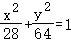 x²/28 + y²/64 = 1